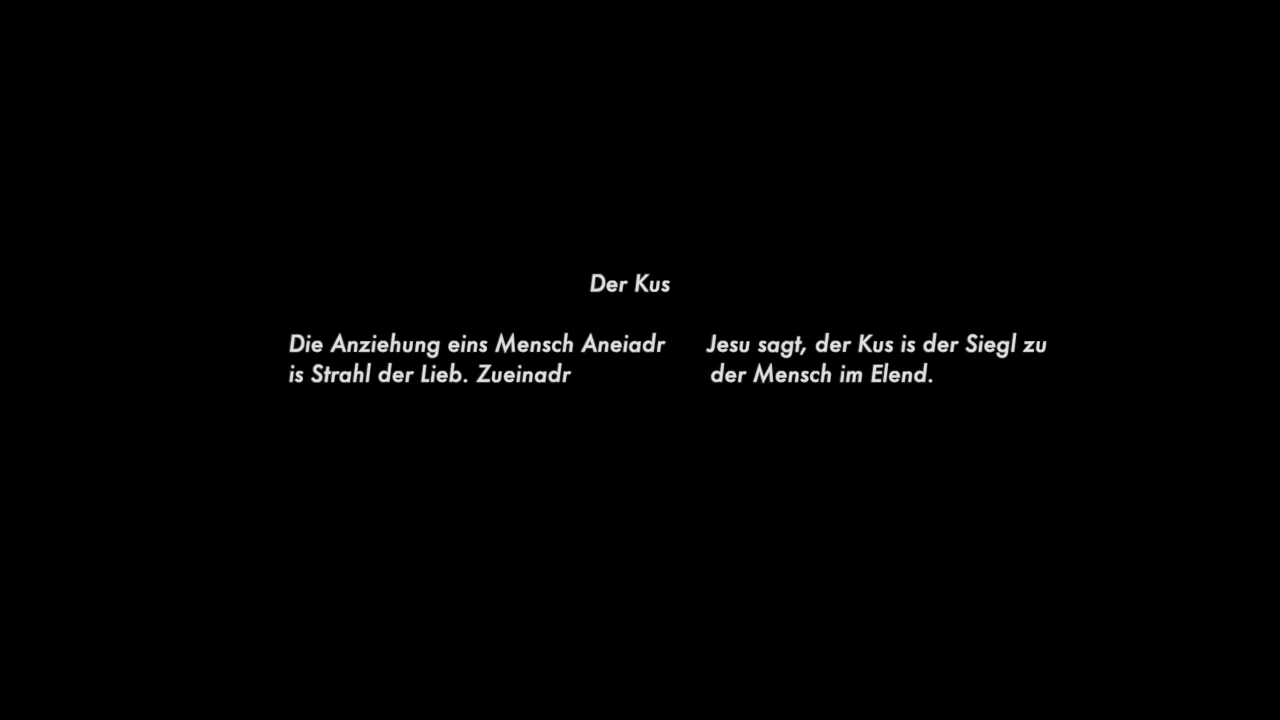 Der Kus
Die Anziehung eins Mensch Aneiadr
is Strahl der Lieb. Zueinadr
Jesu sagt, der Kus is der Siegl zu
der Mensch im Elend.